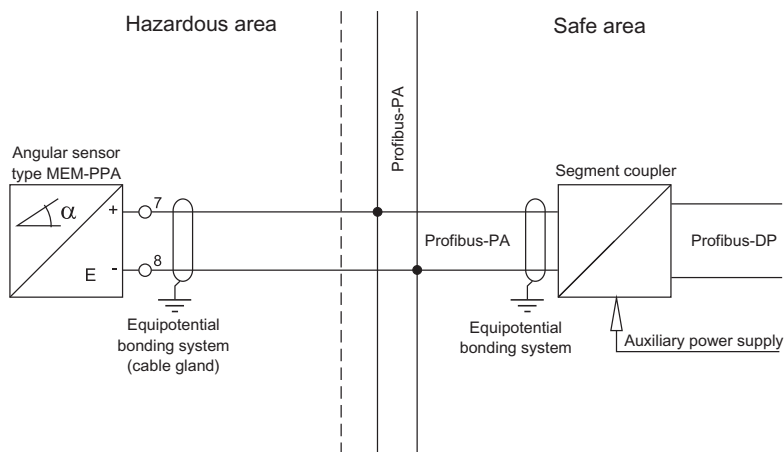 Hazardous area
Safe area
Profibus-PA
Angular sensor
type MEM-PPA
Segment coupler
α
+
7
Profibus-PA
Profibus-DP
E
-
8
Equipotential
bonding system
(cable gland)
Equipotential
bonding system
Auxiliary power supply